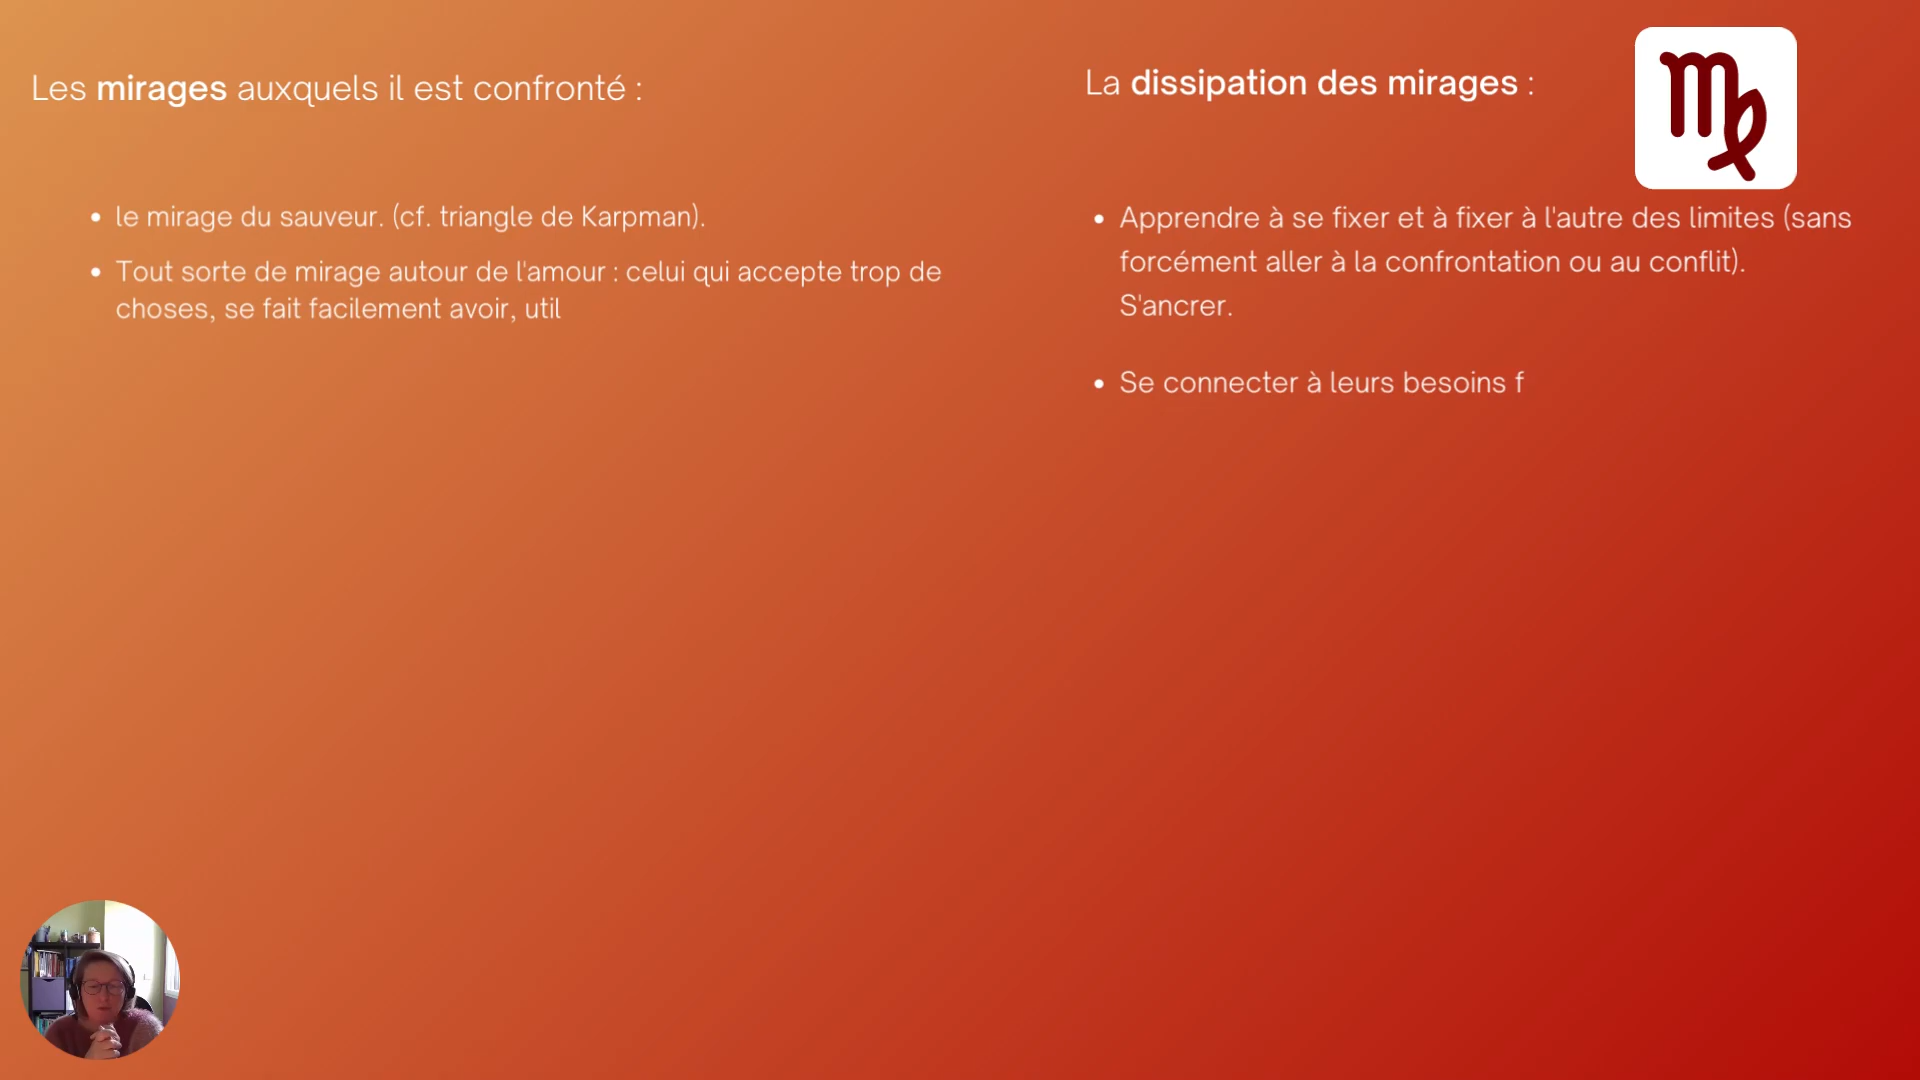 Les mirages auxquels il est confronté :
le mirage du sauveur. (cf. triangle de Karpman).
Tout sorte de mirage autour de l'amour : celui qui accepte trop de
choses, se fait facilement avoir, util
La dissipation des mirages :
Apprendre à se fixer et à fixer à l'autre des limites (sans
forcément aller à la confrontation ou au conflit).
S'ancrer.
Se connecter à leurs besoins f